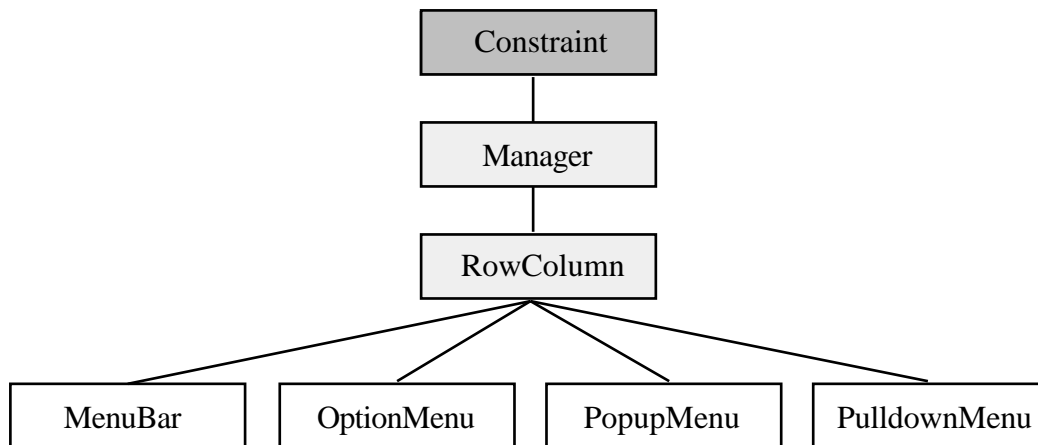 Constraint
Manager
RowColumn
MenuBar
OptionMenu
PopupMenu
PulldownMenu